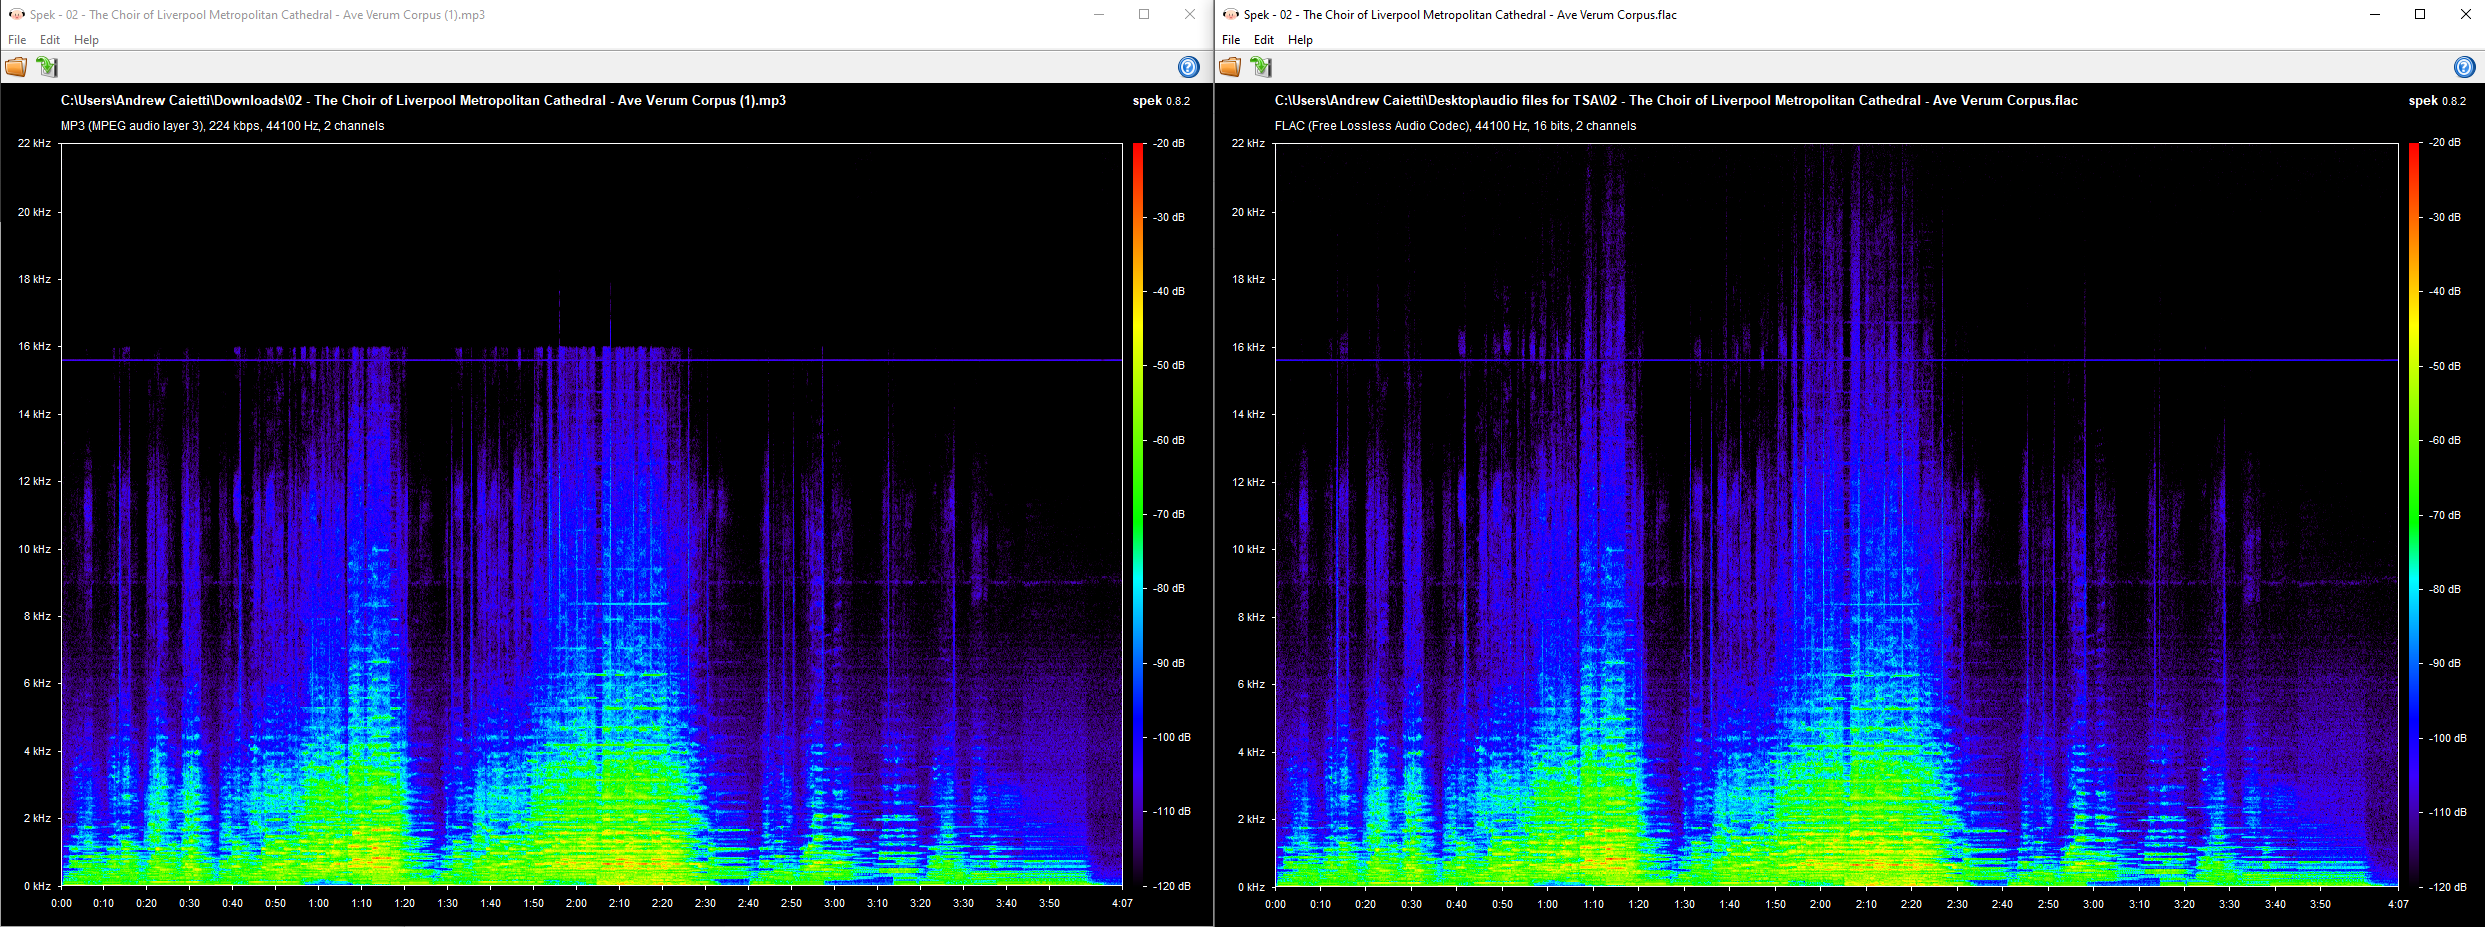 Spek - 02 - The Choir of Liverpool Metropolitan Cathedral - Ave Verum Corpus (1).mp3
File Edit Help
C:\Users\Andrew Caietti\Downloads\02 - The Choir of Liverpool Metropolitan Cathedral - Ave Verum Corpus (1).mp3
spek 0.8.2
MP3 (MPEG audio layer 3), 224 kbps, 44100 Hz, 2 channels
22 kHz
20 kHz
18 kHz
16 kHz
14 kHz
12 kHz
10 kHz
8 kHz
6 kHz
4 kHz
2 kHz
0 kHz
-20 dB
-30 dB
-40 dB
-50 dB
-60 dB
-70 dB
-80 dB
-90 dB
-100 dB
-110 dB
-120 dB
0:00 0:10 0:20 0:30 0:40 0:50 1:00 1:10 1:20 1:30 1:40 1:50 2:00 2:10 2:20 2:30 2:40 2:50 3:00 3:10 3:20 3:30 3:40 3:50 4:07
Spek - 02 - The Choir of Liverpool Metropolitan Cathedral - Ave Verum Corpus.flac
File Edit Help
C:\Users\Andrew Caietti\Desktop\audio files for TSA\02 - The Choir of Liverpool Metropolitan Cathedral - Ave Verum Corpus.flac
spek 0.8.2
FLAC (Free Lossless Audio Codec), 44100 Hz, 16 bits, 2 channels
22 kHz
20 kHz
18 kHz
16 kHz
14 kHz
12 kHz
10 kHz
8 kHz
6 kHz
4 kHz
2 kHz
0 kHz
-20 dB
-30 dB
-40 dB
-50 dB
-60 dB
-70 dB
-80 dB
-90 dB
-100 dB
-110 dB
-120 dB
0:00 0:10 0:20 0:30 0:40 0:50 1:00 1:10 1:20 1:30 1:40 1:50 2:00 2:10 2:20 2:30 2:40 2:50 3:00 3:10 3:20 3:30 3:40 3:50 4:07